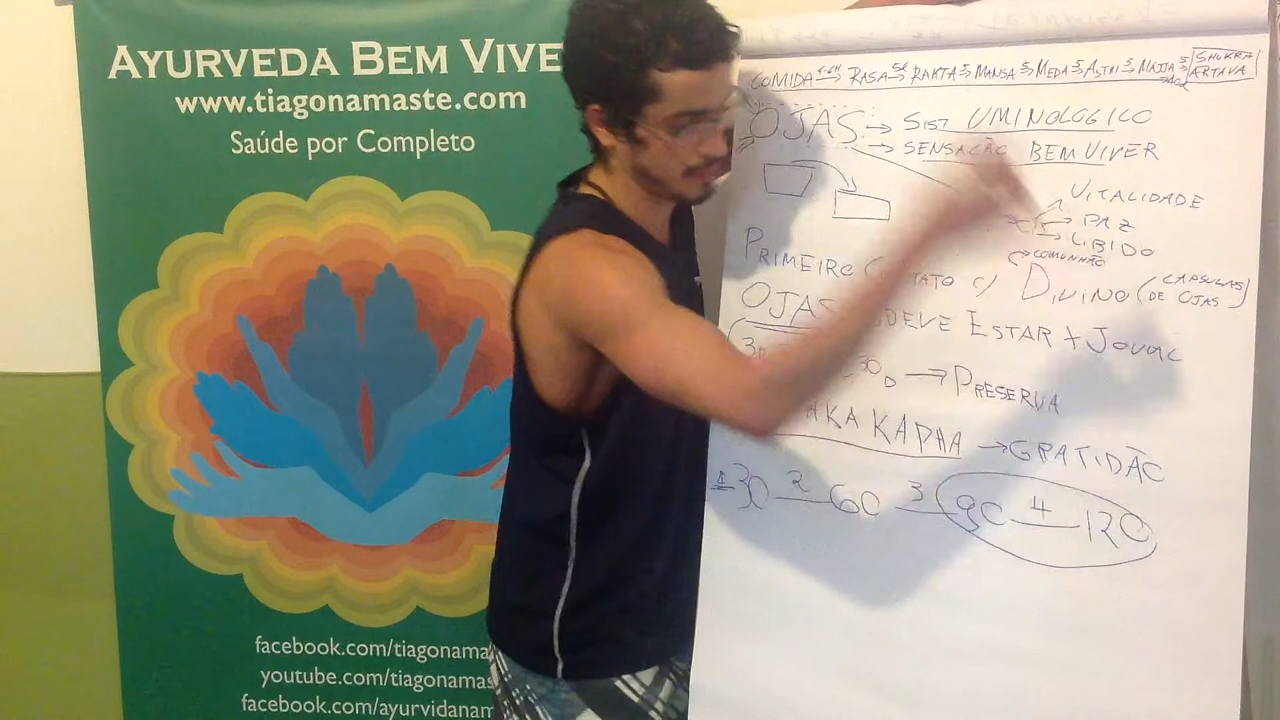 AYURVEDA BEM VIVE
www.tiagonamaste.com
Saúde por Completo
facebook.com/tiagonama
youtube.com/tiagonamas
facebook.com/ayurvidanam
COMIDA → RASA → RAKTA → MANSA → MEDA → ASTHI → MAJJA → SHUKRA
ARTAVA
OJAS → SIST UMINOLOGICO
→ SENSAÇÃO BEM VIVER
VITALIDADE
PAZ
LIBIDO
COMUNHÃO
PRIMEIRO TATO C/ DIVINO (CAPSULAS
DE OJAS)
OJAS DEVE ESTAR + JOVIAL
30 → PRESERVA
AKA KAPHA → GRATIDÃO
1 30 2 60 3 90 4 120